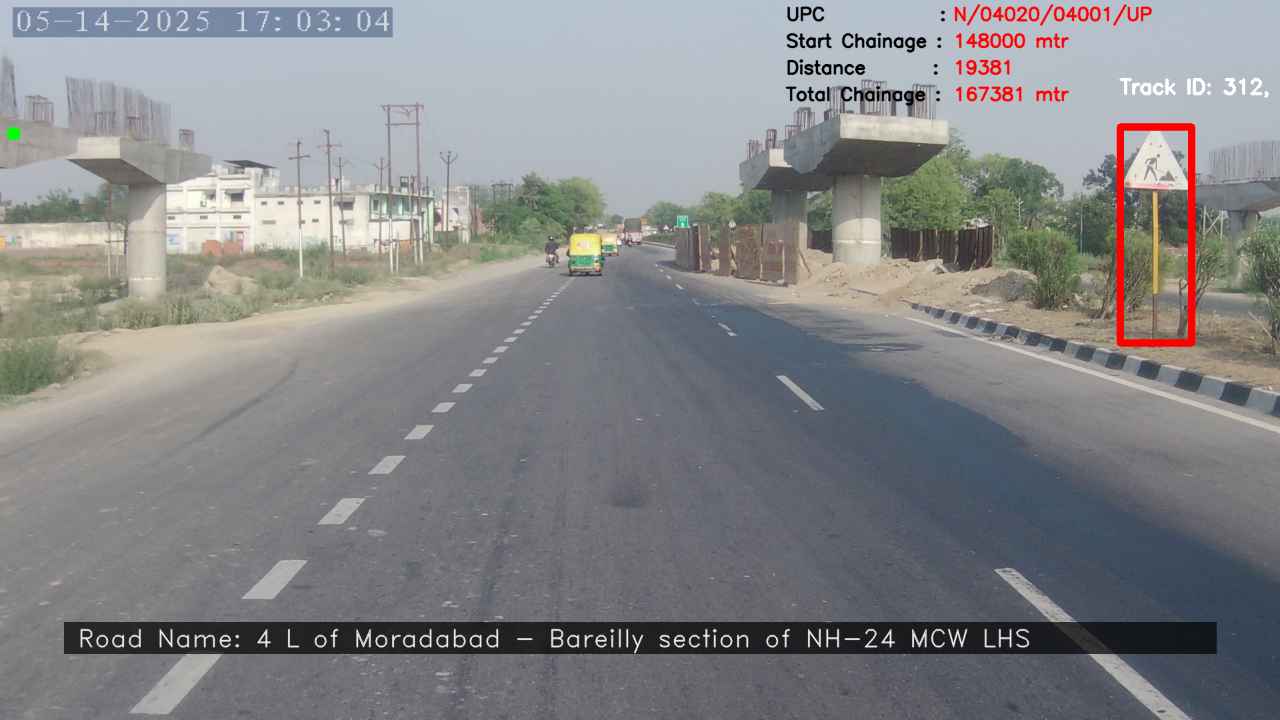 05-14-2025 17:03:04
UPC : N/04020/04001/UP
Start Chainage : 148000 mtr
Distance : 19381
Total Chainage : 167381 mtr
Track ID: 312,
Road Name: 4 L of Moradabad - Bareilly section of NH-24 MCW LHS